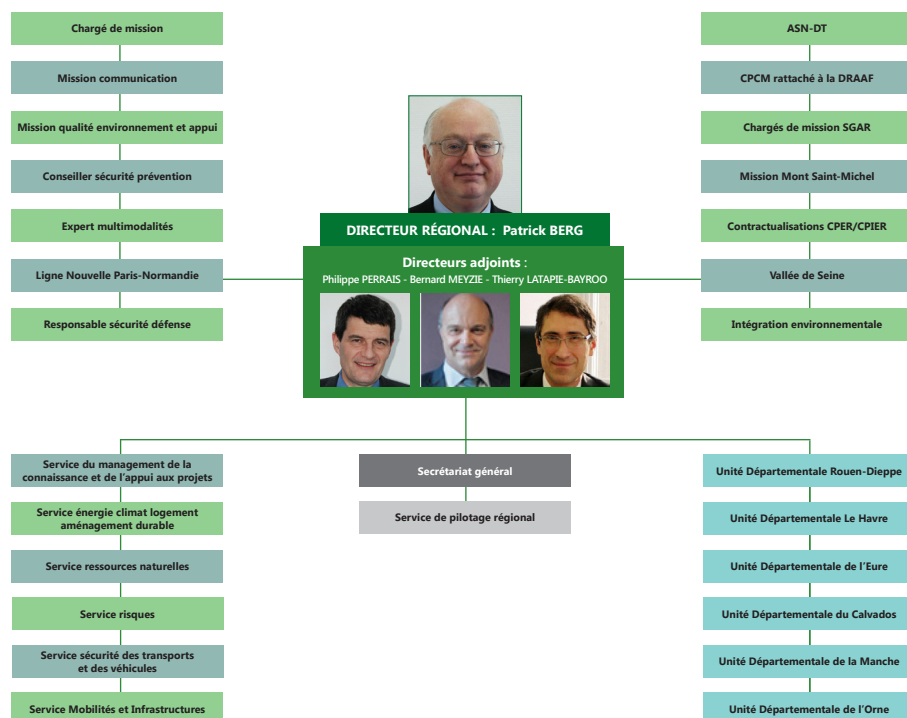 Chargé de mission
Mission communication
Mission qualité environnement et appui
Conseiller sécurité prévention
Expert multimodalités
Ligne Nouvelle Paris-Normandie
Responsable sécurité défense
ASN-DT
CPCM rattaché à la DRAAF
Chargés de mission SGAR
Mission Mont Saint-Michel
Contractualisations CPER/CPIER
Vallée de Seine
Intégration environnementale
DIRECTEUR RÉGIONAL : Patrick BERG
Directeurs adjoints :
Philippe PERRAIS - Bernard MEYZIE - Thierry LATAPIE-BAYROO
Service du management de la
connaissance et de l'appui aux projets
Service énergie climat logement
aménagement durable
Service ressources naturelles
Service risques
Service sécurité des transports
et des véhicules
Service Mobilités et Infrastructures
Secrétariat général
Service de pilotage régional
Unité Départementale Rouen-Dieppe
Unité Départementale Le Havre
Unité Départementale de l'Eure
Unité Départementale du Calvados
Unité Départementale de la Manche
Unité Départementale de l'Orne